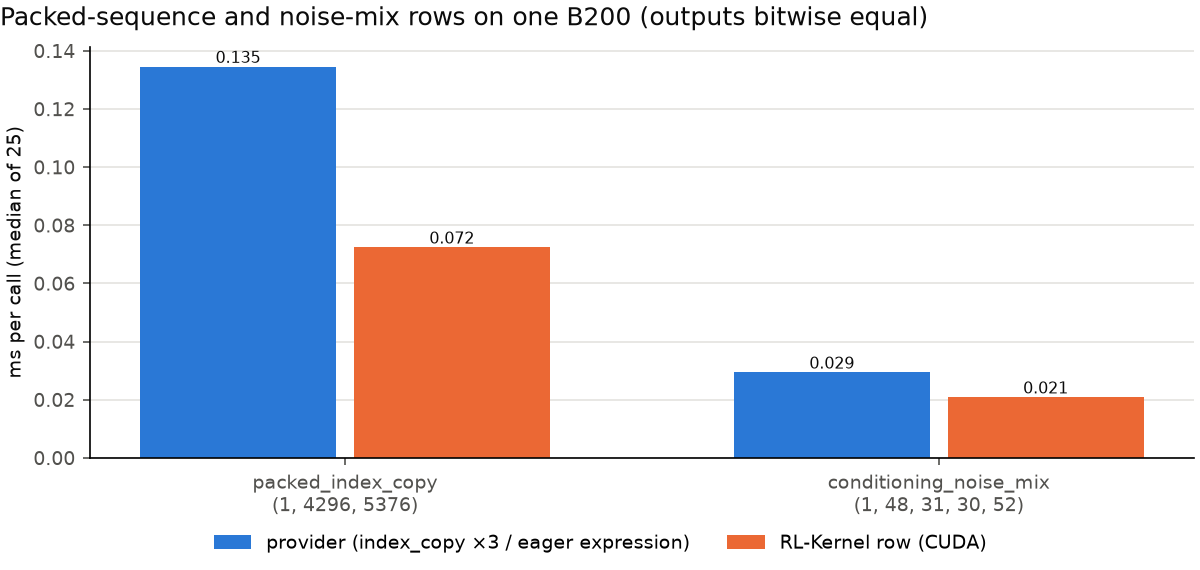 Packed-sequence and noise-mix rows on one B200 (outputs bitwise equal)
ms per call (median of 25)
0.14
0.12
0.10
0.08
0.06
0.04
0.02
0.00
0.135
0.072
0.029
0.021
packed_index_copy
(1, 4296, 5376)
conditioning_noise_mix
(1, 48, 31, 30, 52)
provider (index_copy ×3 / eager expression)
RL-Kernel row (CUDA)